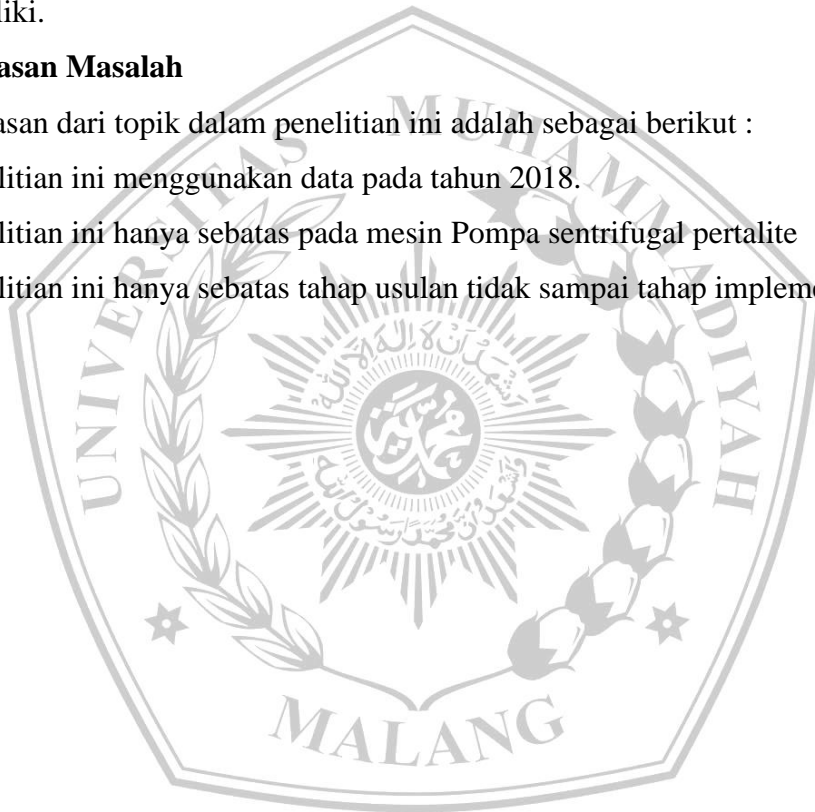 liki.
asan Masalah
asan dari topik dalam penelitian ini adalah sebagai berikut :
litian ini menggunakan data pada tahun 2018.
litian ini hanya sebatas pada mesin Pompa sentrifugal pertalite
litian ini hanya sebatas tahap usulan tidak sampai tahap impleme
UNIVERSITAS MUHAMMADIYAH
MALANG